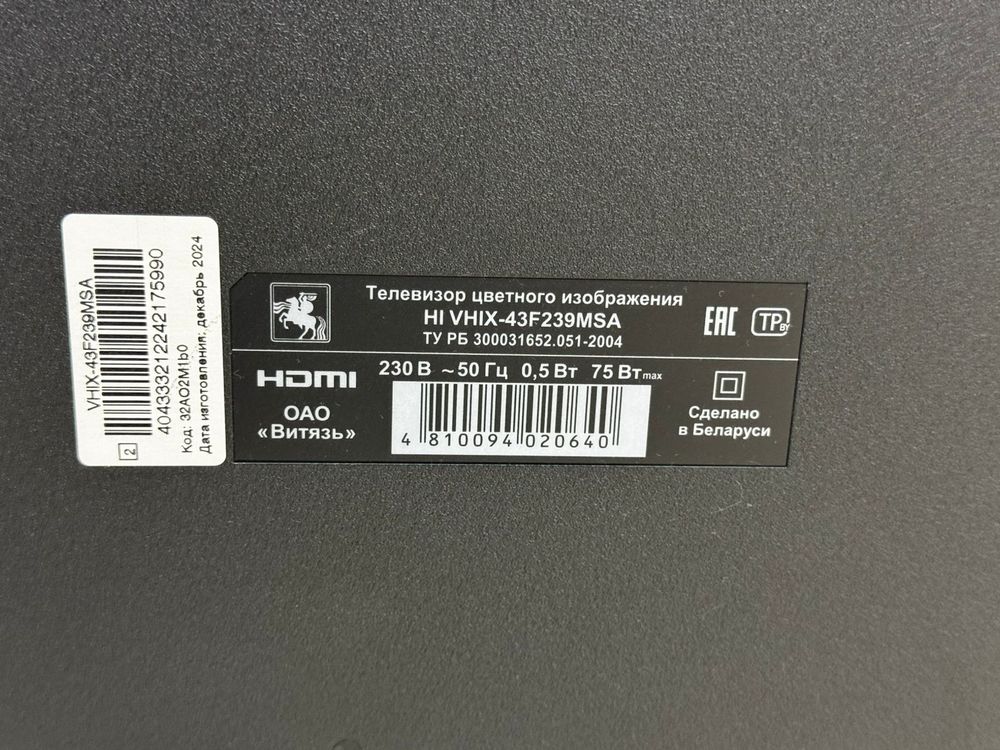 VHIX-43F239MSA
4043332122242175990
Код: 32AO2M1b0
Дата изготовления: декабрь 2024
2
Телевизор цветного изображения
HI VHIX-43F239MSA
ТУ РБ 300031652.051-2004
EAC TP BY
HDMI 230 В ~50 Гц 0,5 Вт 75 Вт max
ОАО
«Витязь»
4 810094 020640
Сделано
в Беларуси